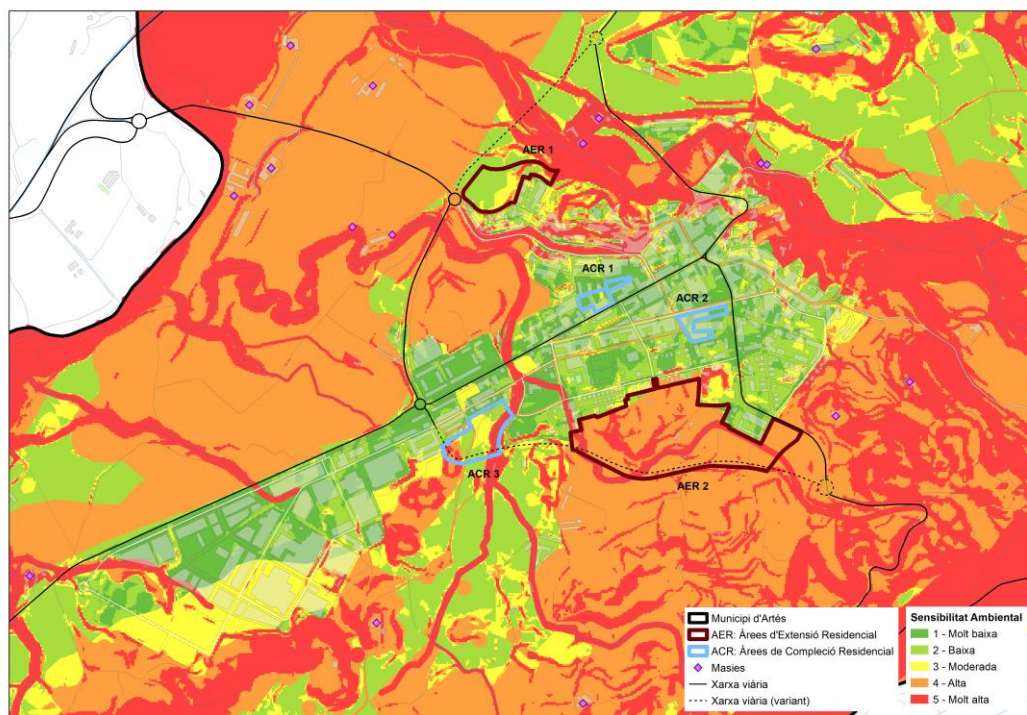 AER 1
ACR 1
ACR 2
ACR 3
AER 2
Municipi d'Artés
AER: Àrees d'Extensió Residencial
ACR: Àrees de Compleció Residencial
Masies
Xarxa viària
Xarxa viària (variant)
Sensibilitat Ambiental
1 - Molt baixa
2 - Baixa
3 - Moderada
4 - Alta
5 - Molt alta